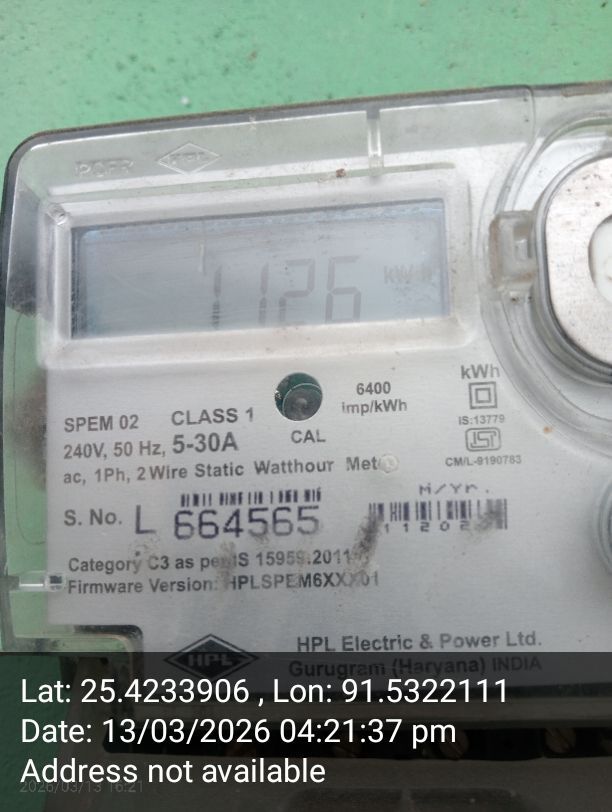 HPL
1126 kW h
kWh
6400
imp/kWh
IS:13779
SPEM 02 CLASS 1
240V, 50 Hz, 5-30A CAL
CM/L-9190783
ac, 1Ph, 2 Wire Static Watthour Meter
M/Yr.
S. No. L 664565
Category C3 as per IS 15959:2011
Firmware Version: HPLSPEM6XXX01
HPL
HPL Electric & Power Ltd.
Gurugram (Haryana) INDIA
Lat: 25.4233906 , Lon: 91.5322111
Date: 13/03/2026 04:21:37 pm
Address not available
2026/03/13 16:21